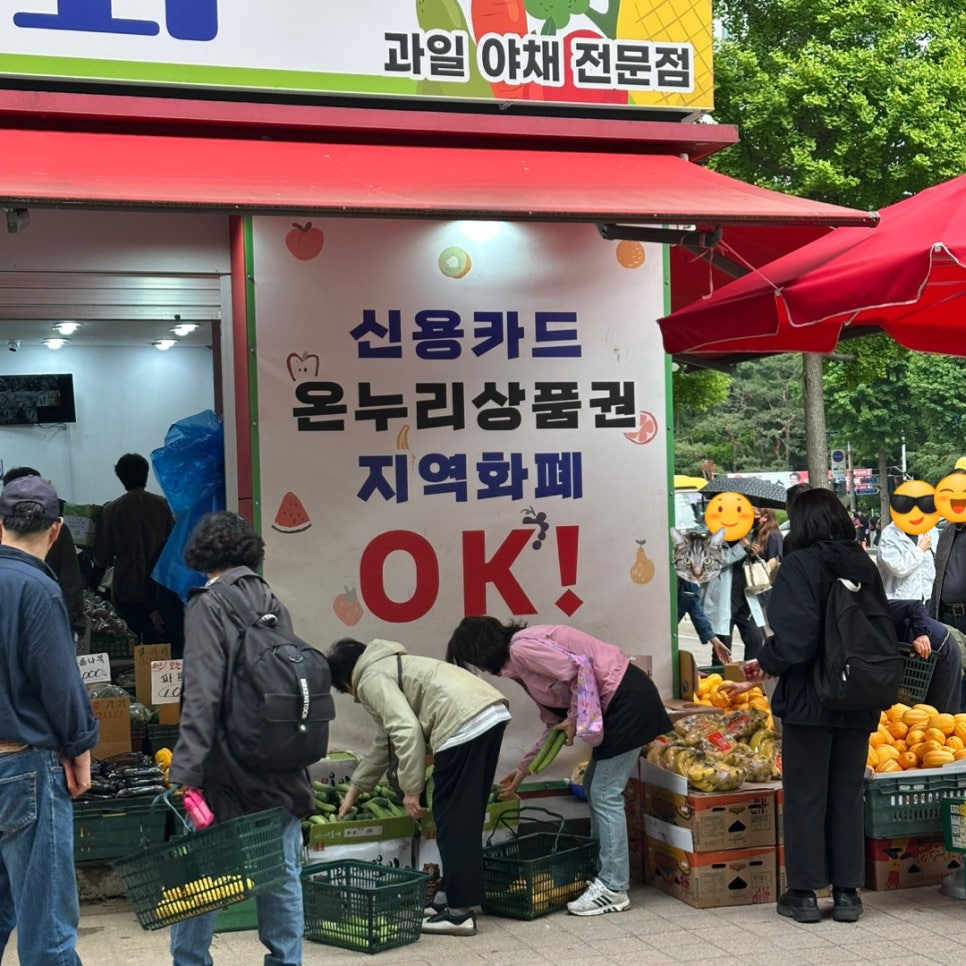 과일 야채 전문점
신용카드
온누리상품권
지역화폐
OK!